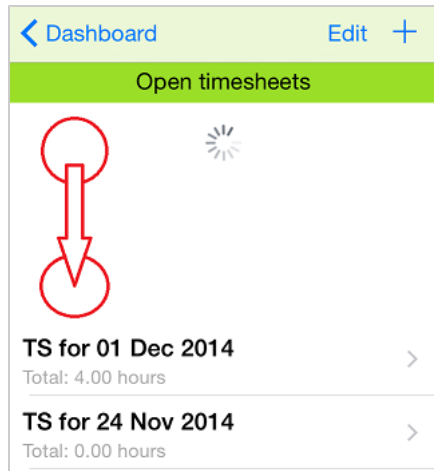 Dashboard Edit +
Open timesheets
TS for 01 Dec 2014
Total: 4.00 hours
TS for 24 Nov 2014
Total: 0.00 hours